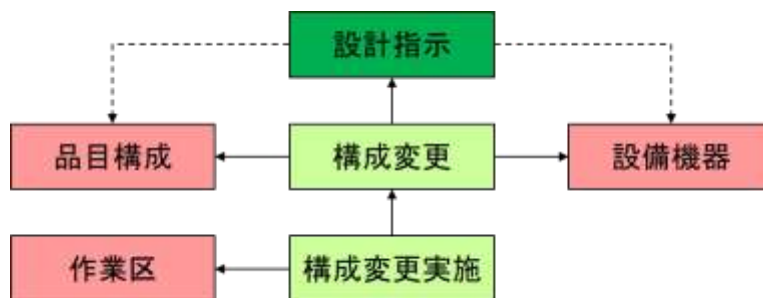 設計指示
品目構成
構成変更
設備機器
作業区
構成変更実施